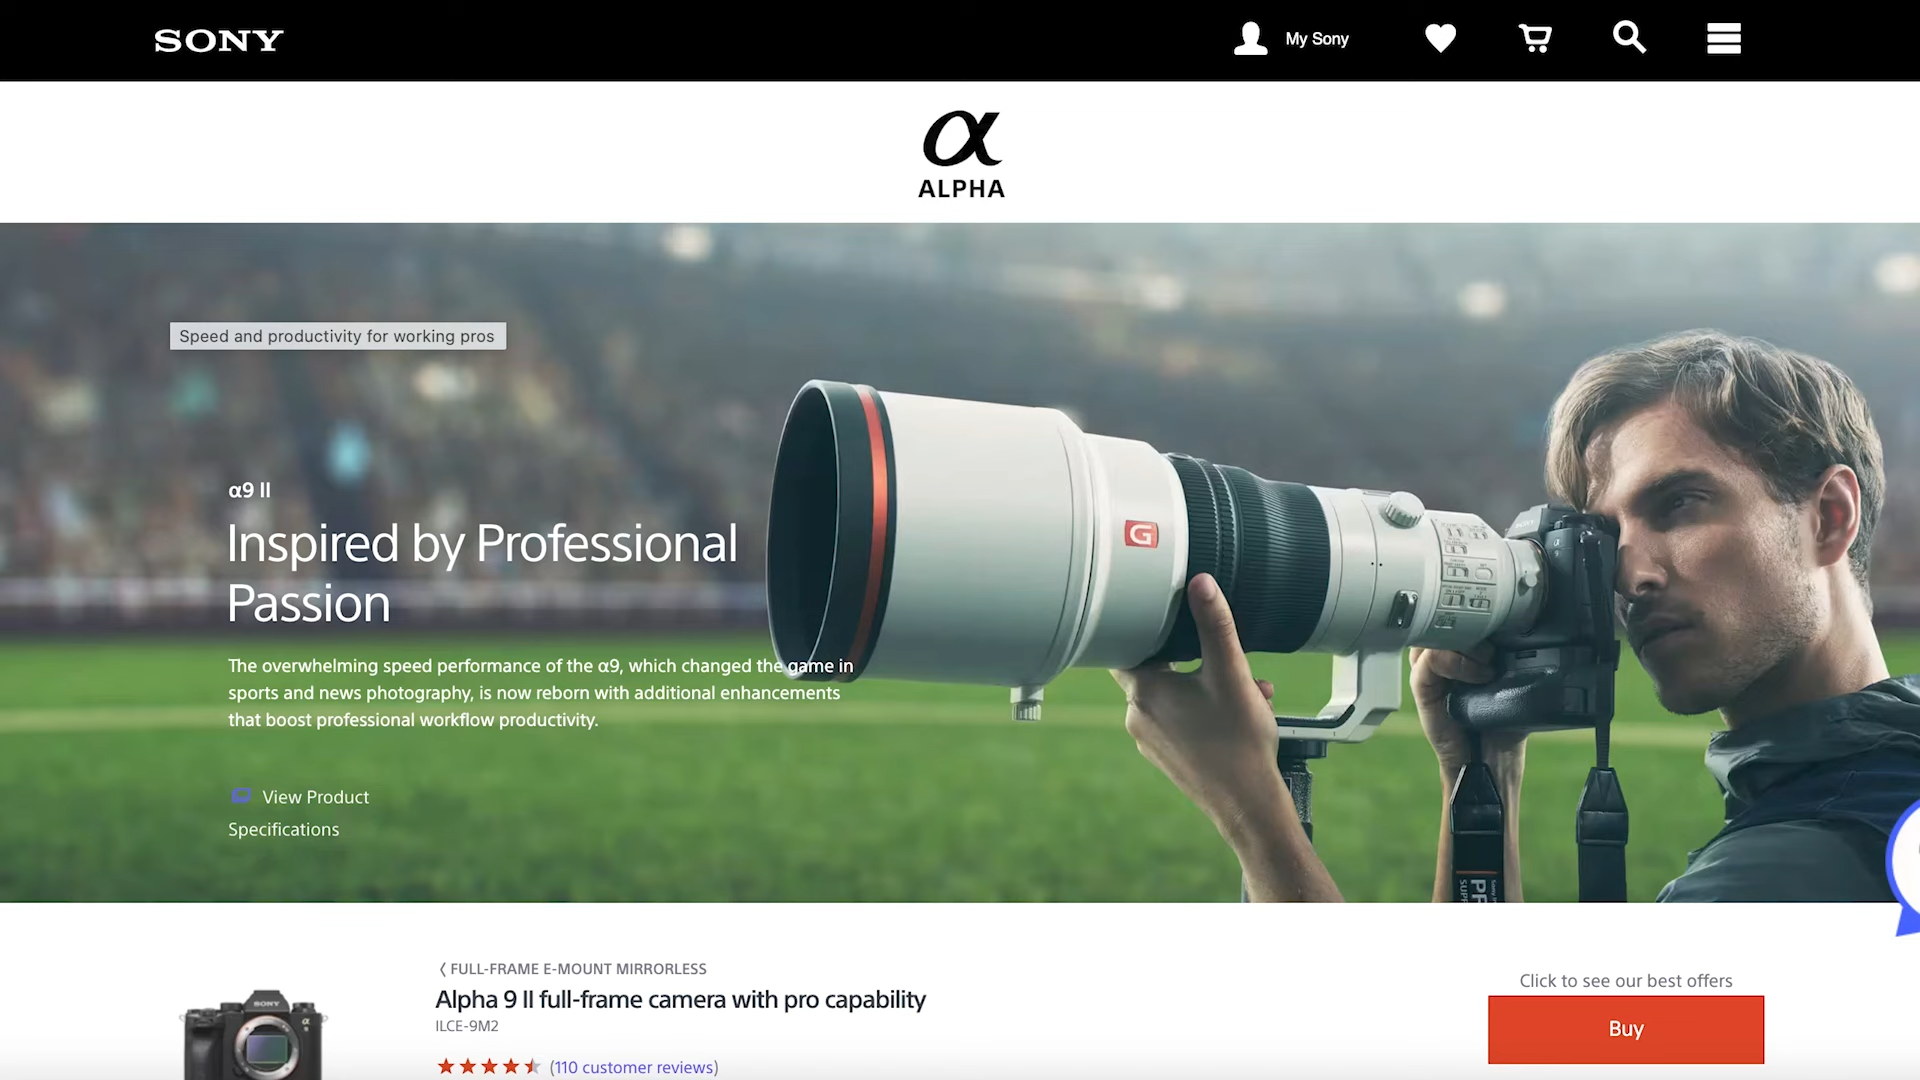 SONY
My Sony
α
ALPHA
Speed and productivity for working pros
α9 II
Inspired by Professional
Passion
The overwhelming speed performance of the α9, which changed the game in
sports and news photography, is now reborn with additional enhancements
that boost professional workflow productivity.
View Product
Specifications
G
FULL-FRAME E-MOUNT MIRRORLESS
Alpha 9 II full-frame camera with pro capability
ILCE-9M2
(110 customer reviews)
Click to see our best offers
Buy
SONY